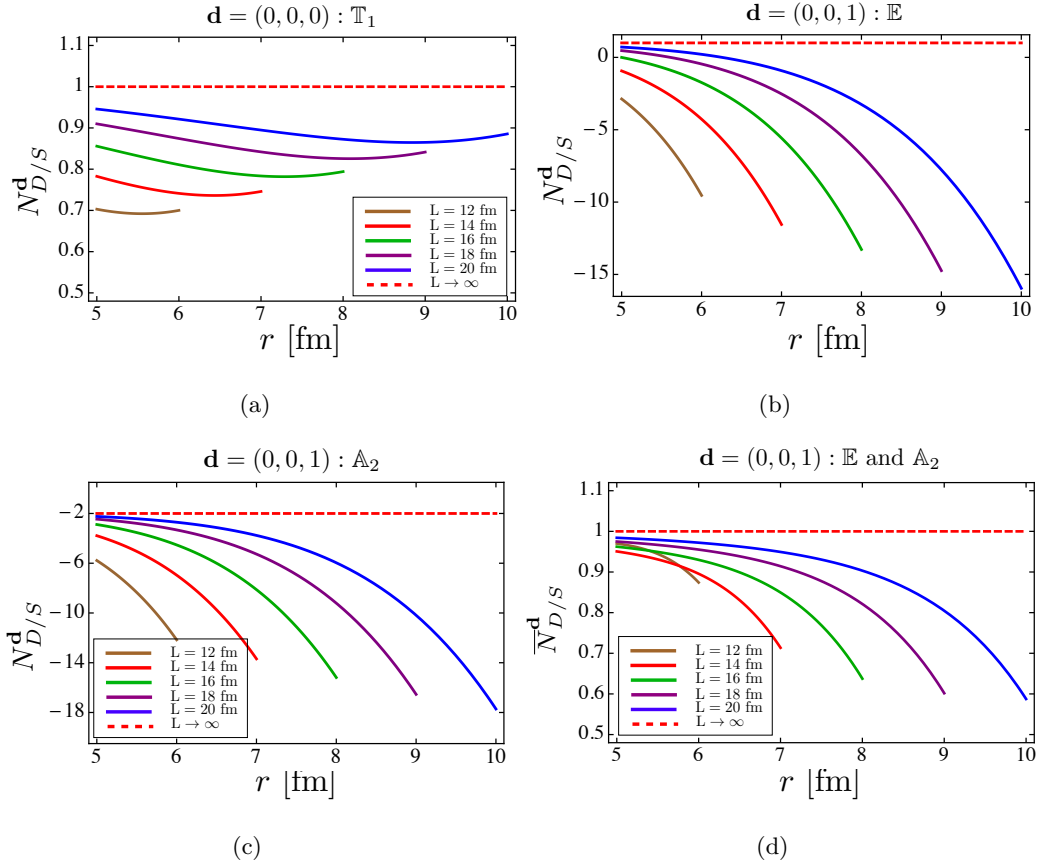 d = (0, 0, 0) : 𝕋₁
1.1
1
0.9
0.8
0.7
0.6
0.5
N^d_{D/S}
L = 12 fm
L = 14 fm
L = 16 fm
L = 18 fm
L = 20 fm
L → ∞
5 6 7 8 9 10
r [fm]
(a)
d = (0, 0, 1) : 𝔼
0
−5
−10
−15
N^d_{D/S}
5 6 7 8 9 10
r [fm]
(b)
d = (0, 0, 1) : 𝔸₂
−2
−6
−10
−14
−18
N^d_{D/S}
L = 12 fm
L = 14 fm
L = 16 fm
L = 18 fm
L = 20 fm
L → ∞
5 6 7 8 9 10
r [fm]
(c)
d = (0, 0, 1) : 𝔼 and 𝔸₂
1.1
1
0.9
0.8
0.7
0.6
0.5
N̅^d_{D/S}
L = 12 fm
L = 14 fm
L = 16 fm
L = 18 fm
L = 20 fm
L → ∞
5 6 7 8 9 10
r [fm]
(d)